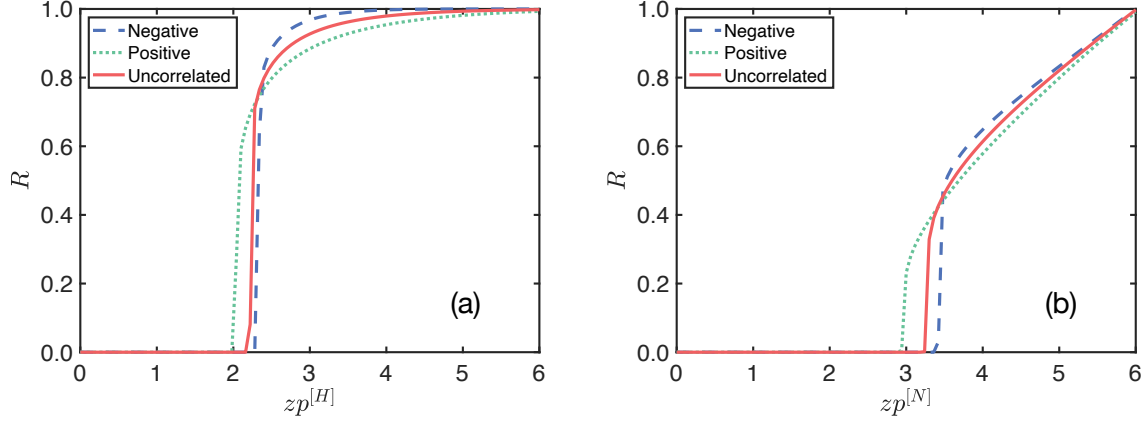 1.0
0.8
0.6
0.4
0.2
0.0
R
0 1 2 3 4 5 6
zp^{[H]}
Negative
Positive
Uncorrelated
(a)
1.0
0.8
0.6
0.4
0.2
0.0
R
0 1 2 3 4 5 6
zp^{[N]}
Negative
Positive
Uncorrelated
(b)